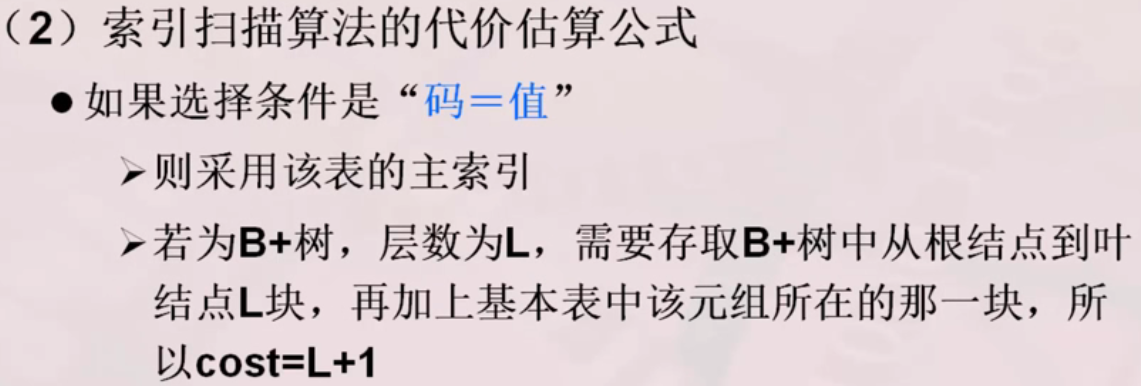 （2）索引扫描算法的代价估算公式
●如果选择条件是“码＝值”
➢则采用该表的主索引
➢若为B+树，层数为L，需要存取B+树中从根结点到叶
结点L块，再加上基本表中该元组所在的那一块，所
以cost=L+1